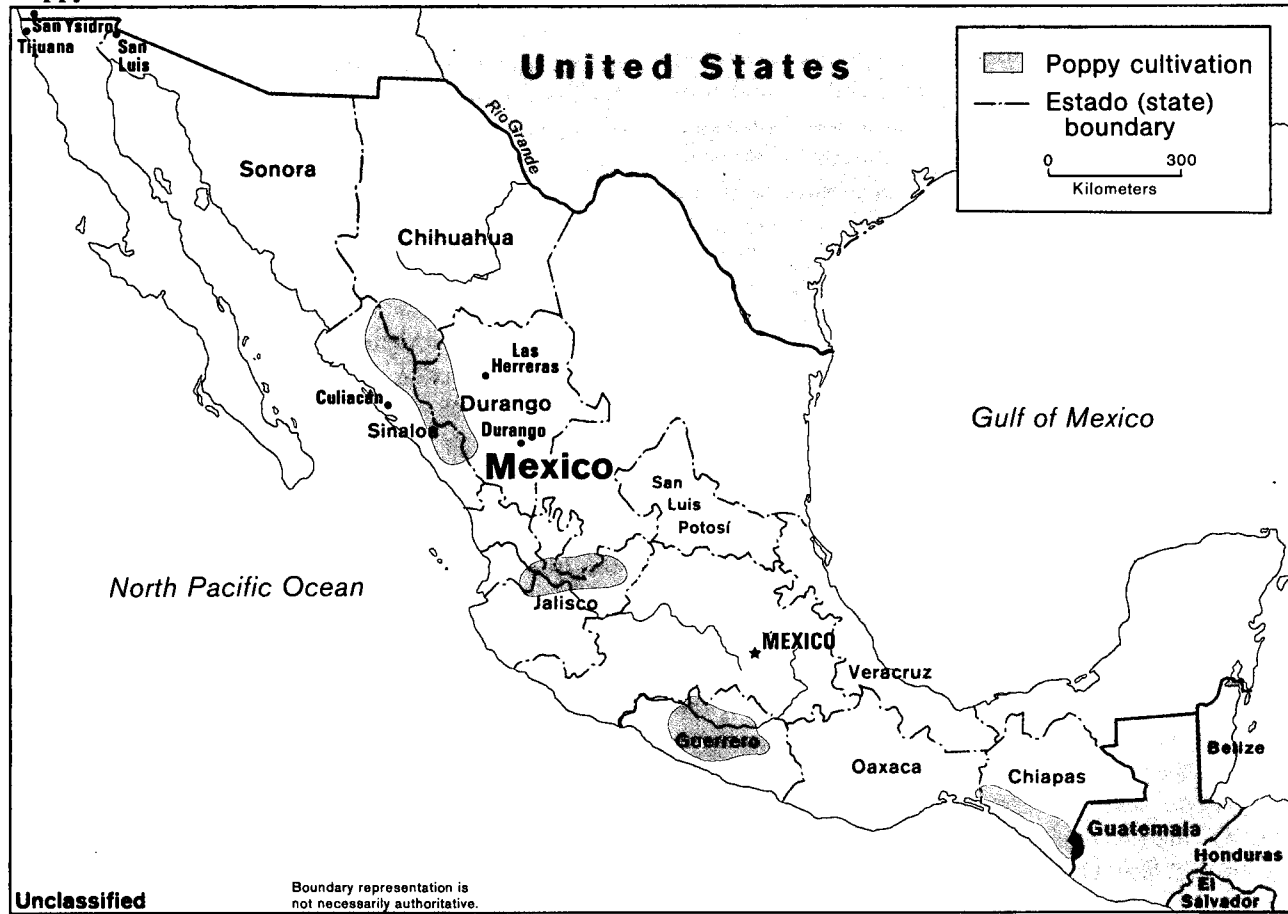 San Ysidro
Tijuana
San
Luis
United States
Poppy cultivation
Estado (state)
boundary
0 300
Kilometers
Rio Grande
Sonora
Chihuahua
Las
Herreras
Culiacán
Durango
Sinaloa
Durango
Mexico
Gulf of Mexico
San
Luis
Potosí
North Pacific Ocean
Jalisco
MEXICO
Veracruz
Guerrero
Oaxaca
Chiapas
Belize
Guatemala
Honduras
El
Salvador
Unclassified
Boundary representation is
not necessarily authoritative.